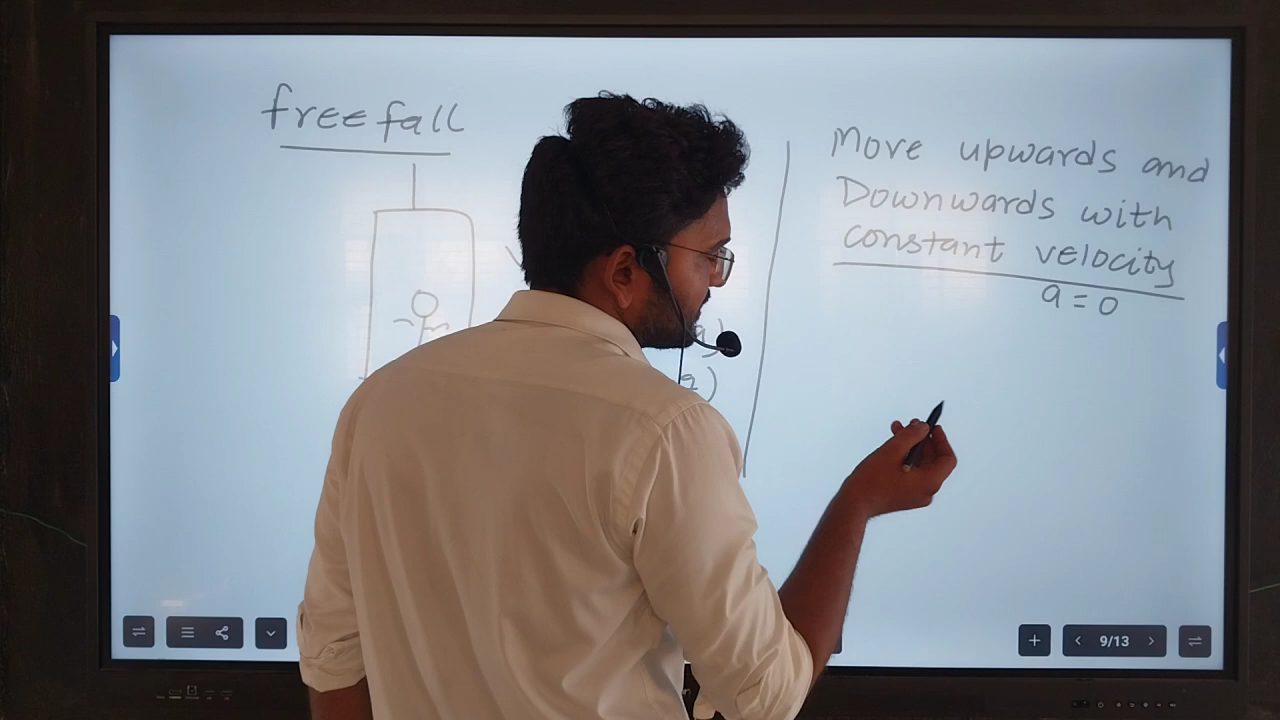 freefall
Move upwards and
Downwards with
constant velocity
a = 0
9/13